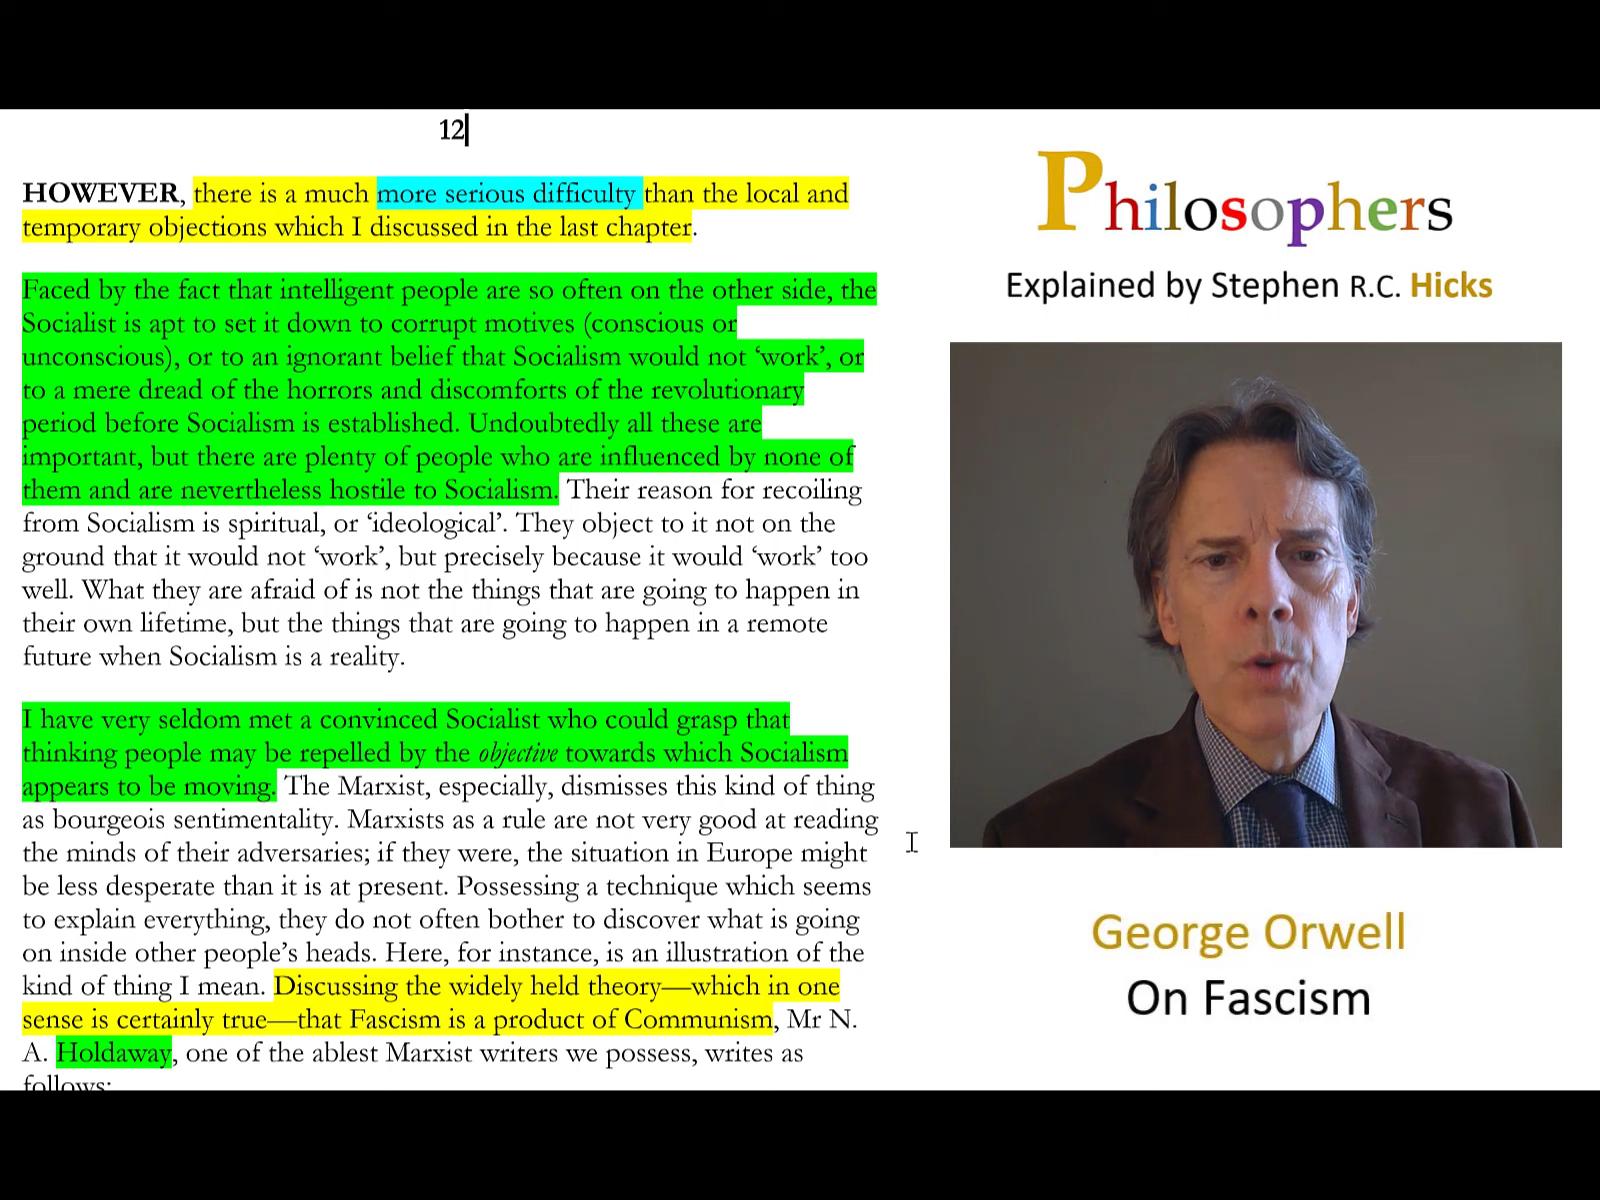 12
HOWEVER, there is a much more serious difficulty than the local and
temporary objections which I discussed in the last chapter.
Faced by the fact that intelligent people are so often on the other side, the
Socialist is apt to set it down to corrupt motives (conscious or
unconscious), or to an ignorant belief that Socialism would not ‘work’, or
to a mere dread of the horrors and discomforts of the revolutionary
period before Socialism is established. Undoubtedly all these are
important, but there are plenty of people who are influenced by none of
them and are nevertheless hostile to Socialism. Their reason for recoiling
from Socialism is spiritual, or ‘ideological’. They object to it not on the
ground that it would not ‘work’, but precisely because it would ‘work’ too
well. What they are afraid of is not the things that are going to happen in
their own lifetime, but the things that are going to happen in a remote
future when Socialism is a reality.
I have very seldom met a convinced Socialist who could grasp that
thinking people may be repelled by the objective towards which Socialism
appears to be moving. The Marxist, especially, dismisses this kind of thing
as bourgeois sentimentality. Marxists as a rule are not very good at reading
the minds of their adversaries; if they were, the situation in Europe might
be less desperate than it is at present. Possessing a technique which seems
to explain everything, they do not often bother to discover what is going
on inside other people’s heads. Here, for instance, is an illustration of the
kind of thing I mean. Discussing the widely held theory—which in one
sense is certainly true—that Fascism is a product of Communism, Mr N.
A. Holdaway, one of the ablest Marxist writers we possess, writes as
follows:
Philosophers
Explained by Stephen R.C. Hicks
George Orwell
On Fascism